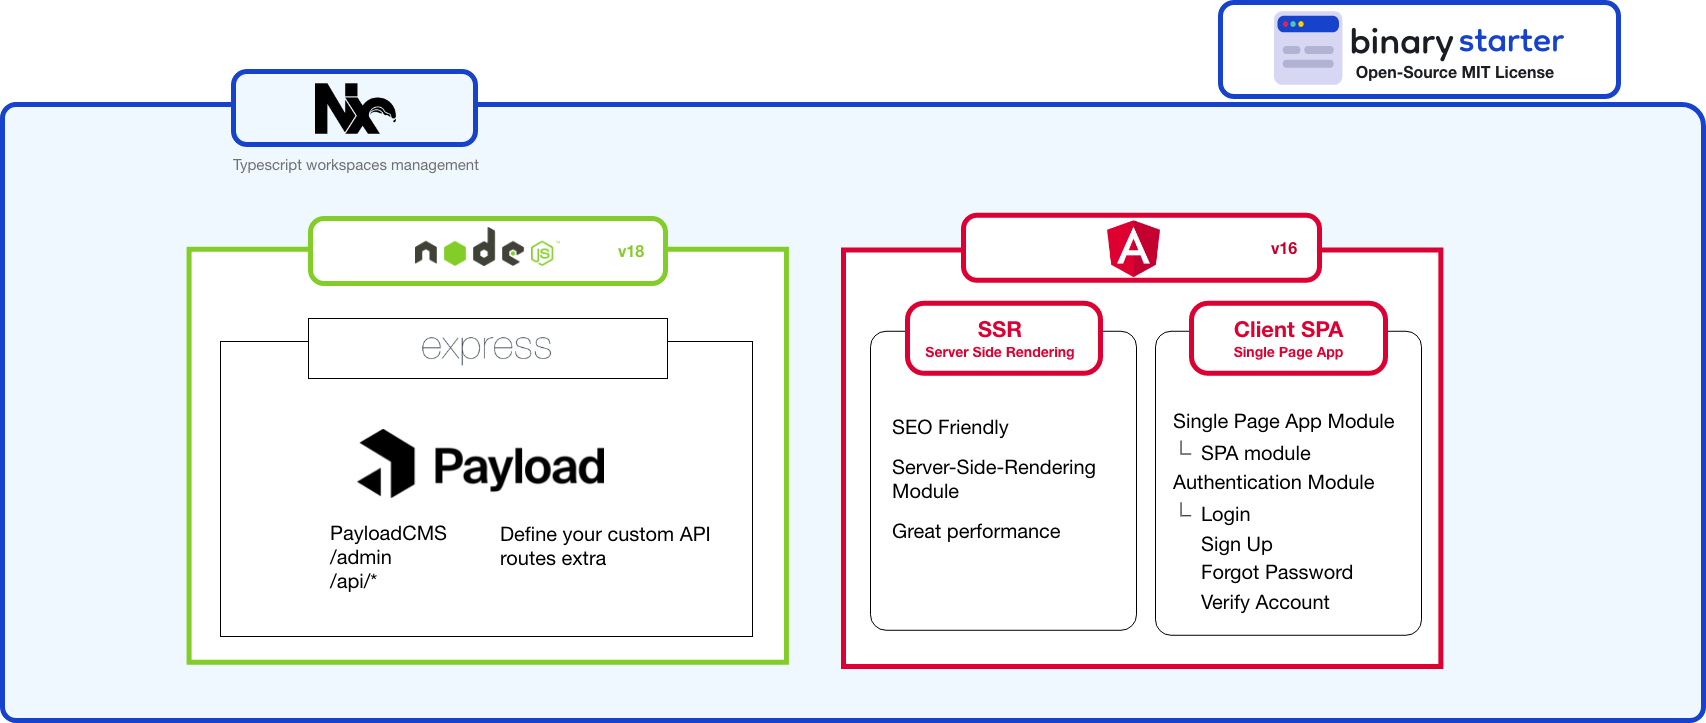 binary starter
Open-Source MIT License
Nx
Typescript workspaces management
node
JS
™
v18
express
Payload
PayloadCMS
/admin
/api/*
Define your custom API
routes extra
A
v16
SSR
Server Side Rendering
SEO Friendly
Server-Side-Rendering
Module
Great performance
Client SPA
Single Page App
Single Page App Module
SPA module
Authentication Module
Login
Sign Up
Forgot Password
Verify Account